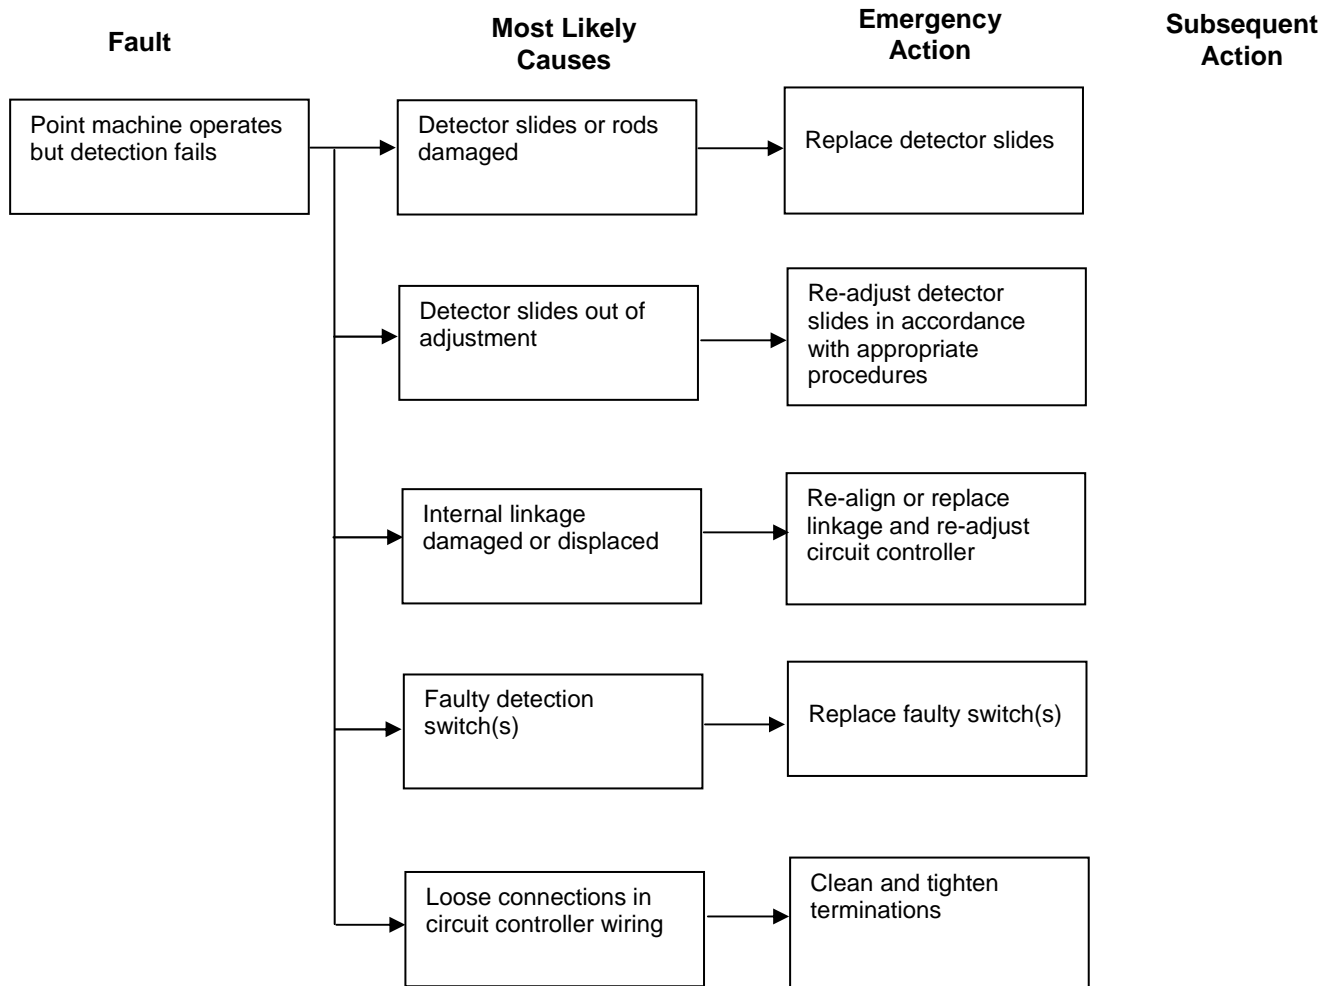 Fault
Most Likely
Causes
Emergency
Action
Subsequent
Action
Point machine operates
but detection fails
Detector slides or rods
damaged
Replace detector slides
Detector slides out of
adjustment
Re-adjust detector
slides in accordance
with appropriate
procedures
Internal linkage
damaged or displaced
Re-align or replace
linkage and re-adjust
circuit controller
Faulty detection
switch(s)
Replace faulty switch(s)
Loose connections in
circuit controller wiring
Clean and tighten
terminations